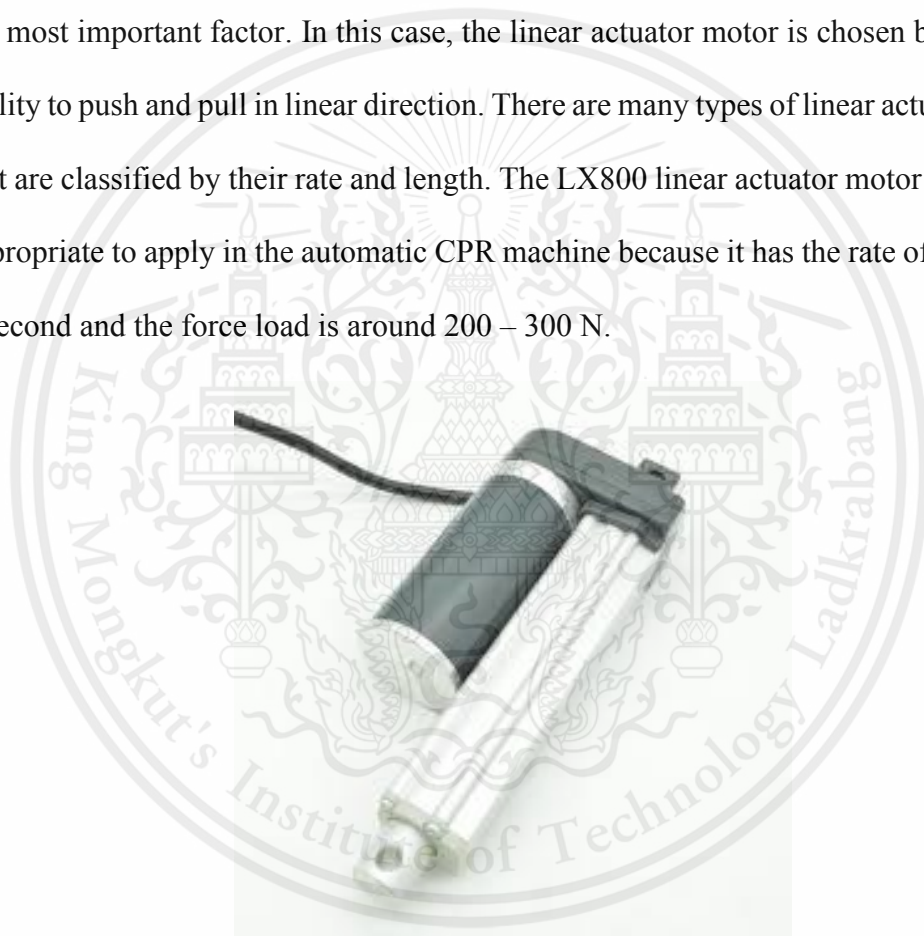 most important factor. In this case, the linear actuator motor is chosen b
lity to push and pull in linear direction. There are many types of linear actu
t are classified by their rate and length. The LX800 linear actuator motor
propriate to apply in the automatic CPR machine because it has the rate of
econd and the force load is around 200 – 300 N.
King Mongkut's Institute of Technology Ladkrabang